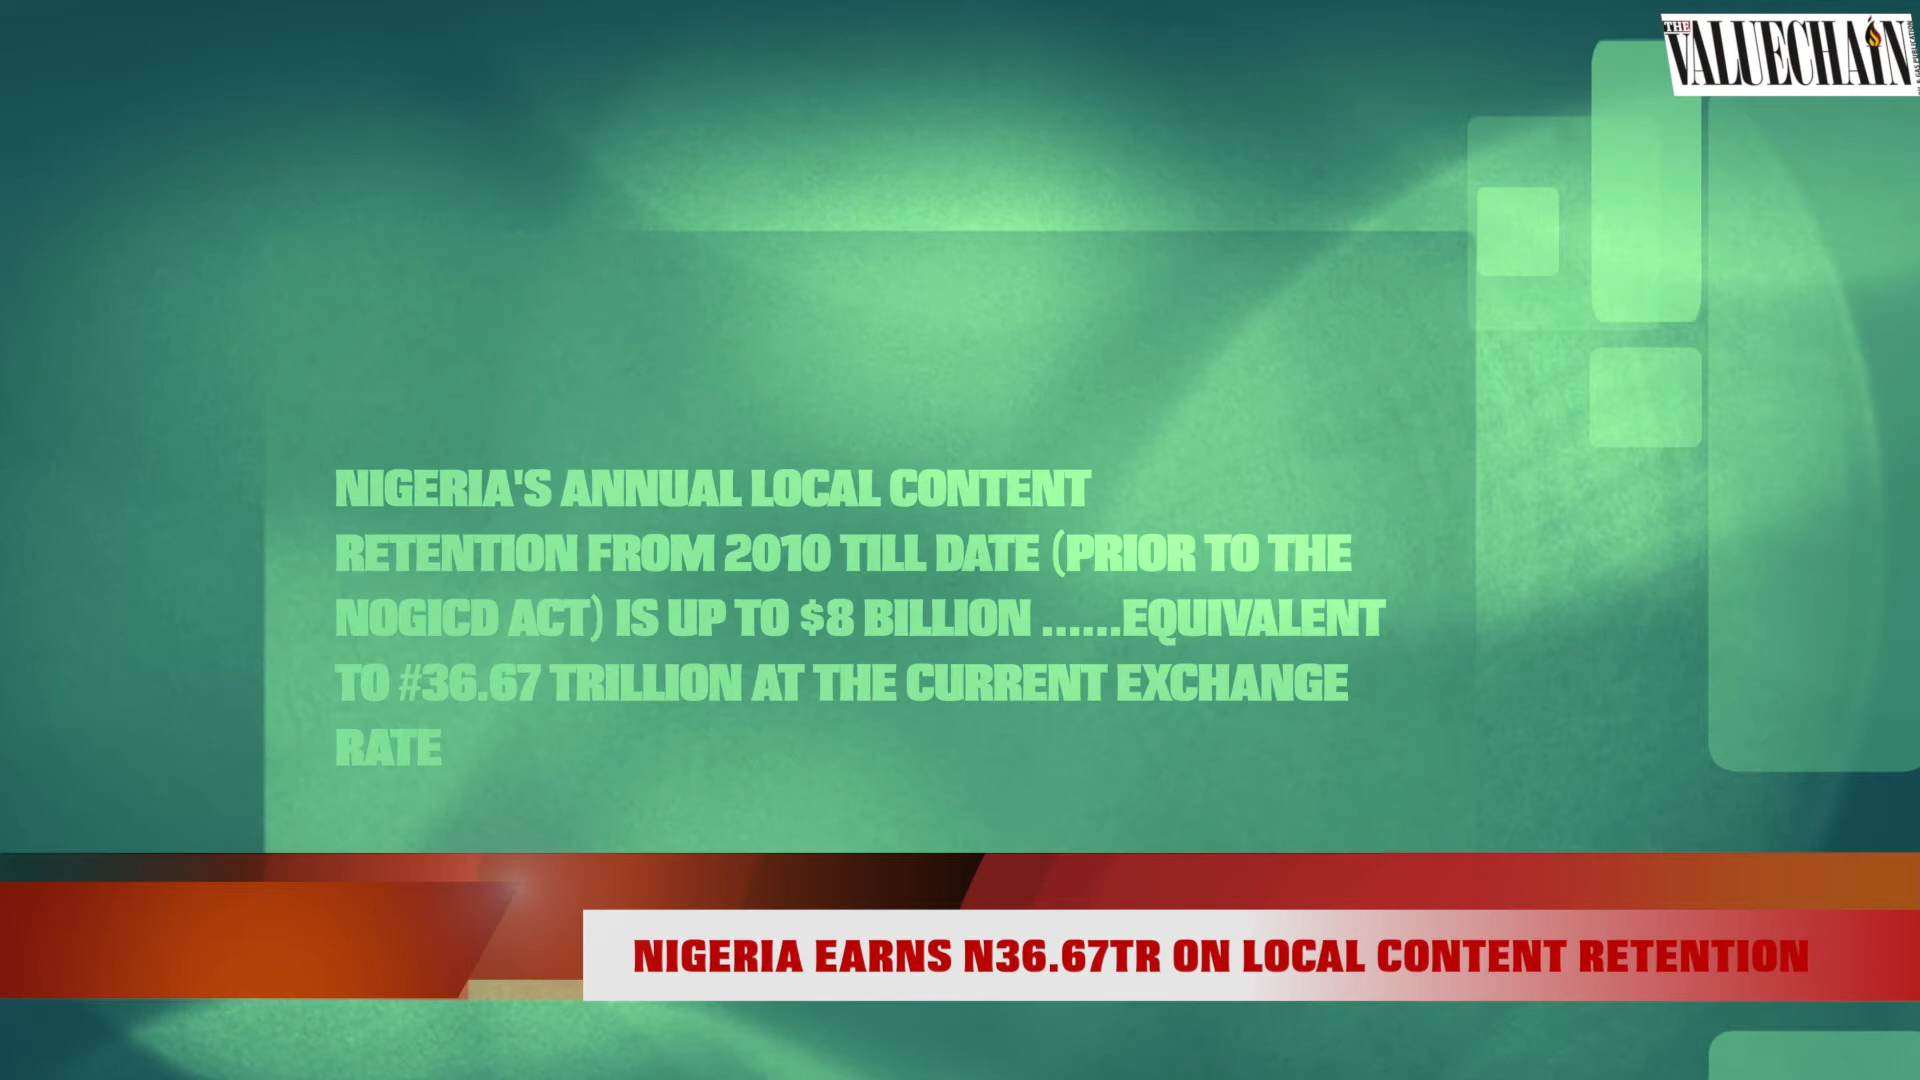 THE
VALUECHAIN
NIGERIA'S ANNUAL LOCAL CONTENT
RETENTION FROM 2010 TILL DATE (PRIOR TO THE
NOGICD ACT) IS UP TO $8 BILLION ......EQUIVALENT
TO #36.67 TRILLION AT THE CURRENT EXCHANGE
RATE
NIGERIA EARNS N36.67TR ON LOCAL CONTENT RETENTION